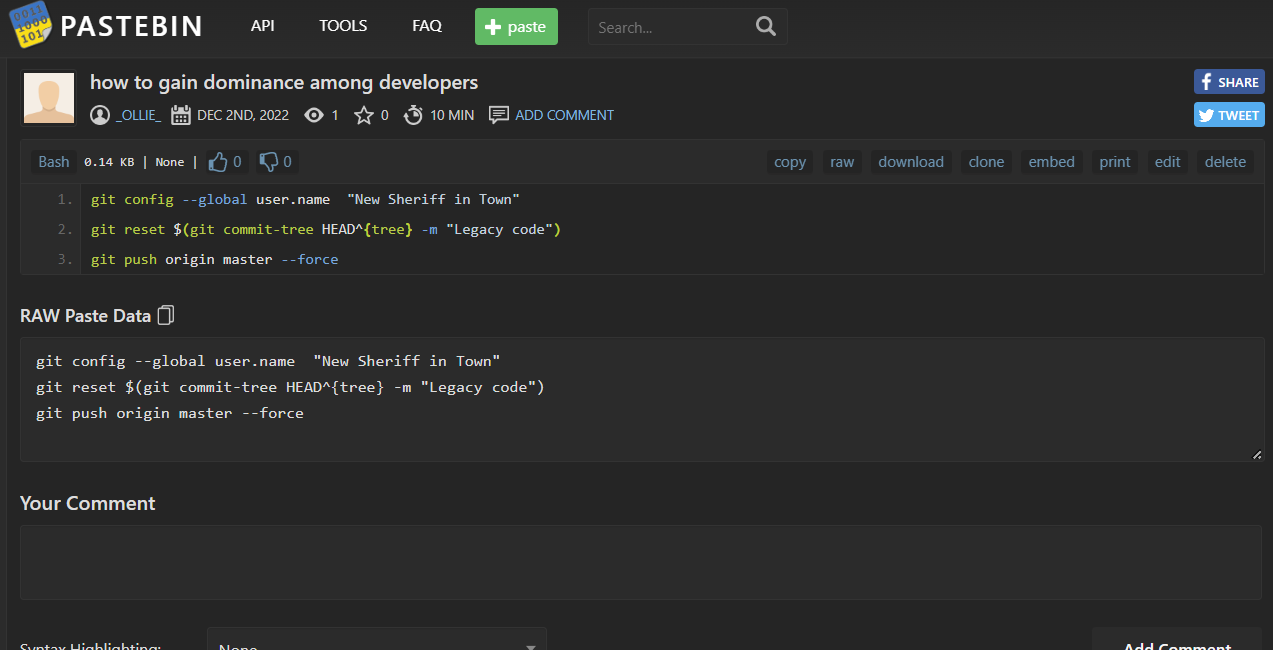 0011
1000
101
PASTEBIN API TOOLS FAQ + paste Search...
how to gain dominance among developers
SHARE
_OLLIE_ DEC 2ND, 2022 1 0 10 MIN ADD COMMENT
TWEET
Bash 0.14 KB | None | 0 0 copy raw download clone embed print edit delete
1. git config --global user.name  "New Sheriff in Town"
2. git reset $(git commit-tree HEAD^{tree} -m "Legacy code")
3. git push origin master --force
RAW Paste Data
git config --global user.name  "New Sheriff in Town"
git reset $(git commit-tree HEAD^{tree} -m "Legacy code")
git push origin master --force
Your Comment
Syntax Highlighting: None Add Comment